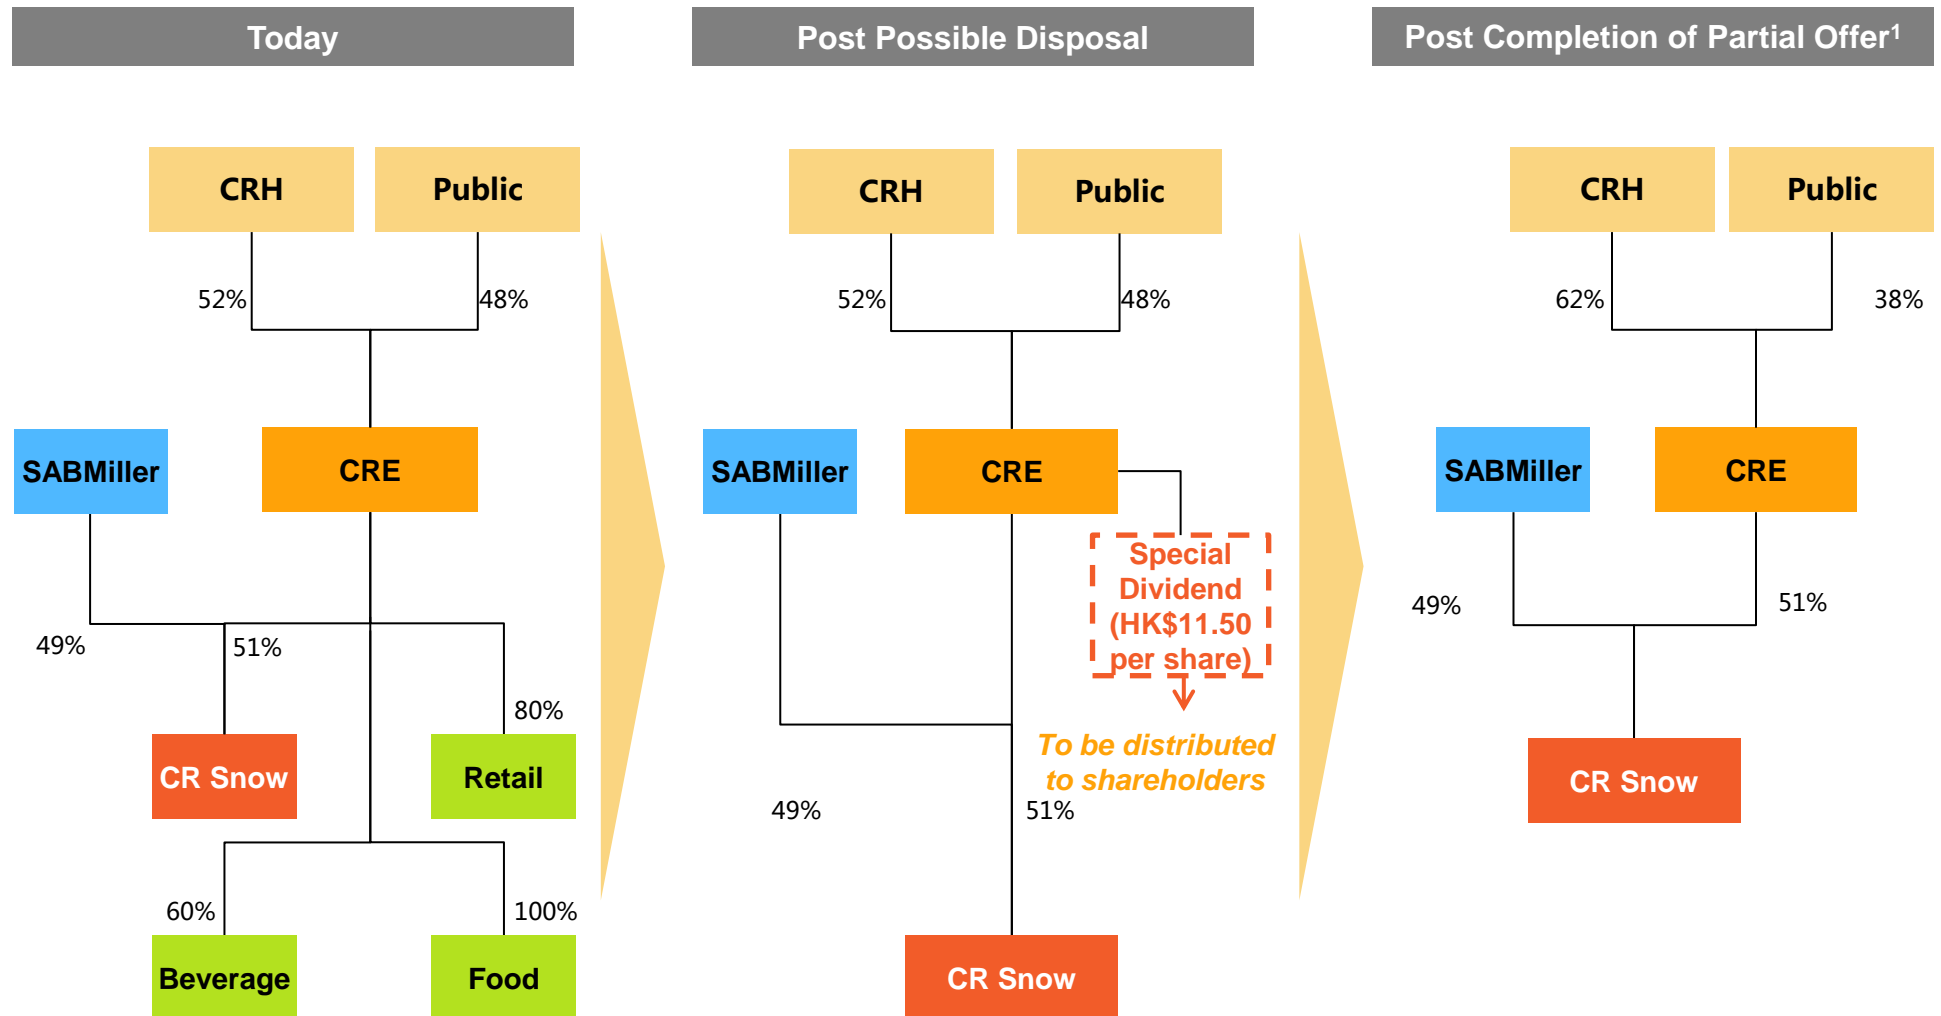 Today
CRH
Public
52%
48%
SABMiller
CRE
49%
51%
80%
CR Snow
Retail
60%
100%
Beverage
Food
Post Possible Disposal
CRH
Public
52%
48%
SABMiller
CRE
Special
Dividend
(HK$11.50
per share)
To be distributed
to shareholders
49%
51%
CR Snow
Post Completion of Partial Offer¹
CRH
Public
62%
38%
SABMiller
CRE
49%
51%
CR Snow